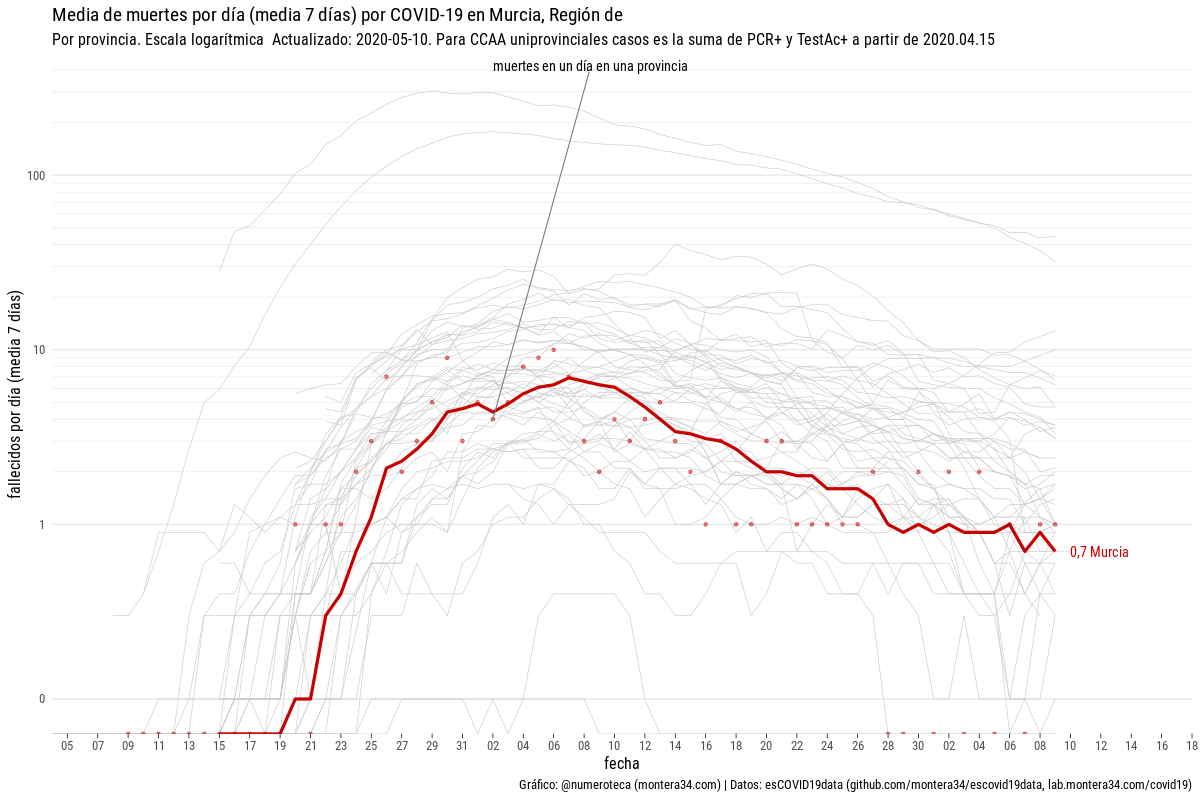 Media de muertes por día (media 7 días) por COVID-19 en Murcia, Región de
Por provincia. Escala logarítmica  Actualizado: 2020-05-10. Para CCAA uniprovinciales casos es la suma de PCR+ y TestAc+ a partir de 2020.04.15
muertes en un día en una provincia
fallecidos por día (media 7 días)
100
10
1
0
0,7 Murcia
05 07 09 11 13 15 17 19 21 23 25 27 29 31 02 04 06 08 10 12 14 16 18 20 22 24 26 28 30 02 04 06 08 10 12 14 16 18
fecha
Gráfico: @numeroteca (montera34.com) | Datos: esCOVID19data (github.com/montera34/escovid19data, lab.montera34.com/covid19)